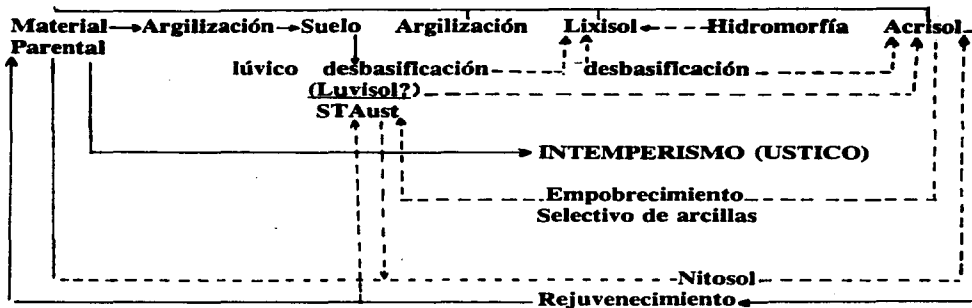 Material Argilización Suelo Argilización Lixisol Hidromorfía Acrisol
Parental
lúvico desbasificación desbasificación
(Luvisol?)
STAust
INTEMPERISMO (USTICO)
Empobrecimiento
Selectivo de arcillas
Nitosol
Rejuvenecimiento